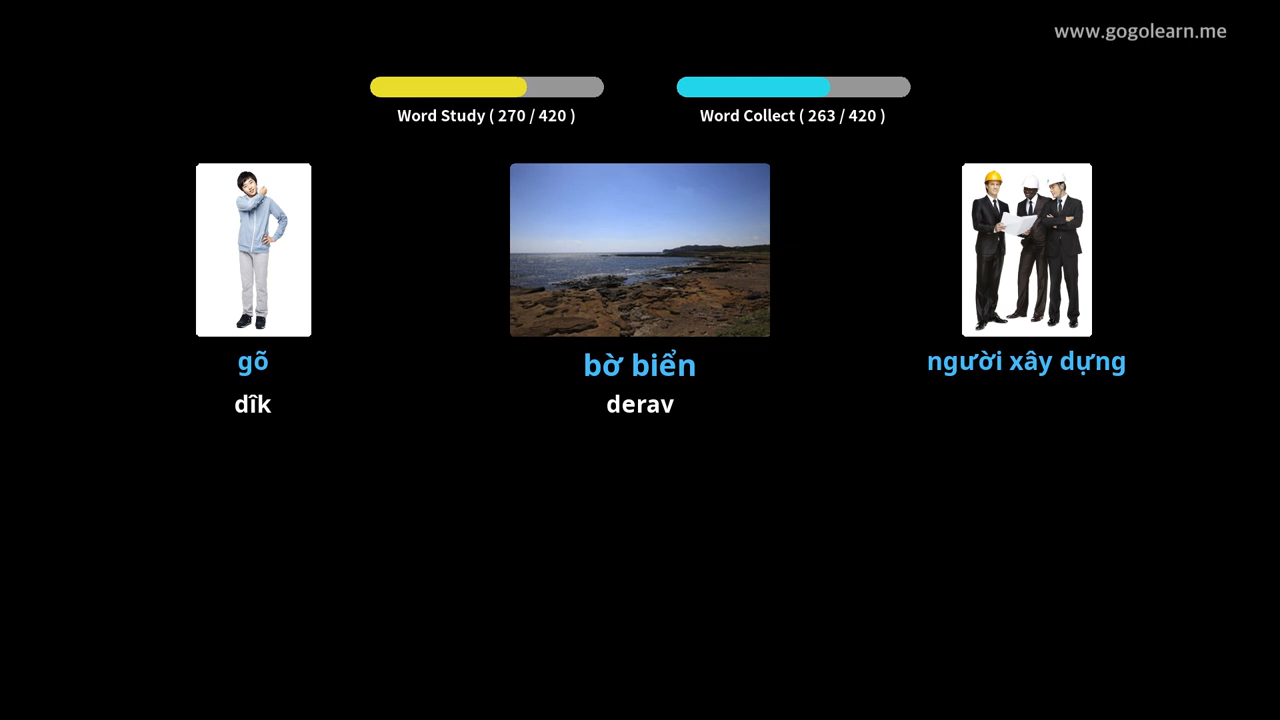 www.gogolearn.me
Word Study ( 270 / 420 )
Word Collect ( 263 / 420 )
gõ
bờ biển
người xây dựng
dîk
derav